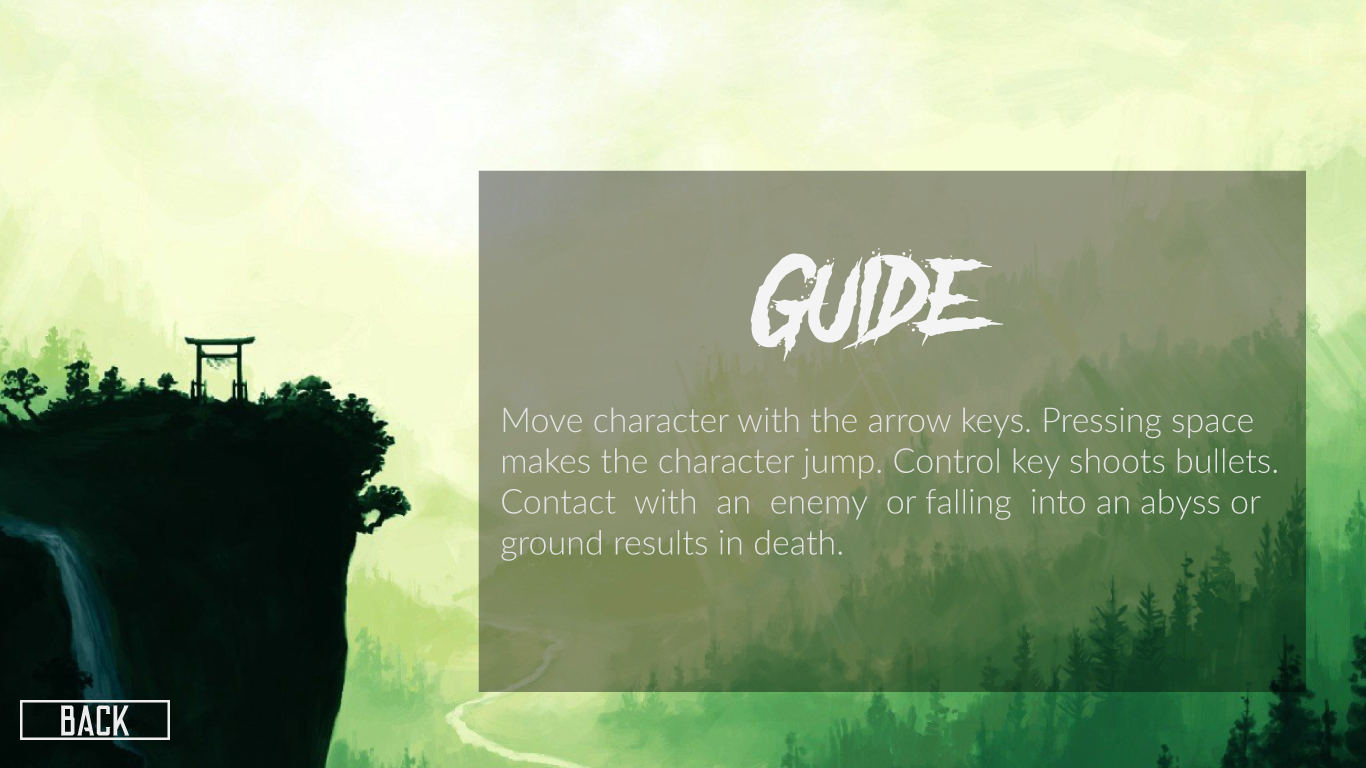 GUIDE
Move character with the arrow keys. Pressing space
makes the character jump. Control key shoots bullets.
Contact with an enemy or falling into an abyss or
ground results in death.
BACK